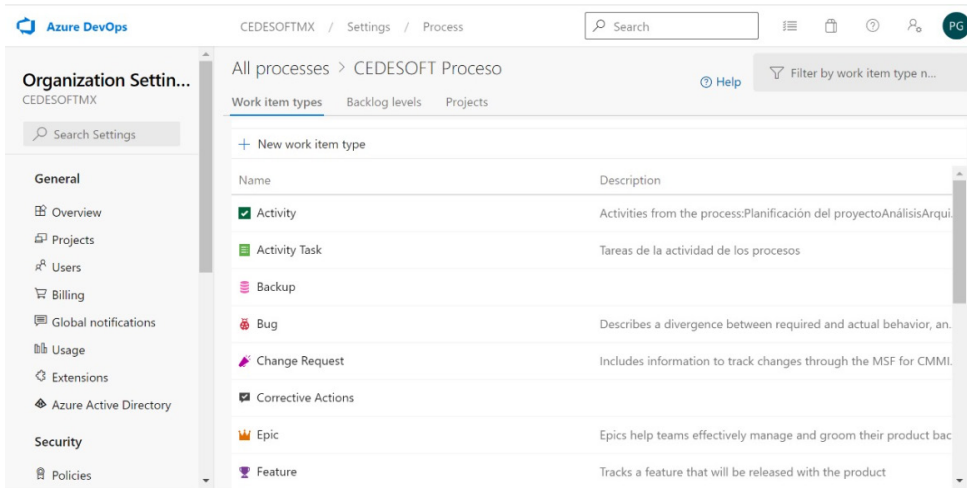 Azure DevOps
CEDESOFTMX / Settings / Process
Search
PG
Organization Settin...
CEDESOFTMX
Search Settings
General
Overview
Projects
Users
Billing
Global notifications
Usage
Extensions
Azure Active Directory
Security
Policies
All processes > CEDESOFT Proceso
Help
Filter by work item type n...
Work item types Backlog levels Projects
+ New work item type
Name Description
Activity Activities from the process:Planificación del proyectoAnálisisArqui.
Activity Task Tareas de la actividad de los procesos
Backup
Bug Describes a divergence between required and actual behavior, an.
Change Request Includes information to track changes through the MSF for CMMI.
Corrective Actions
Epic Epics help teams effectively manage and groom their product bac
Feature Tracks a feature that will be released with the product